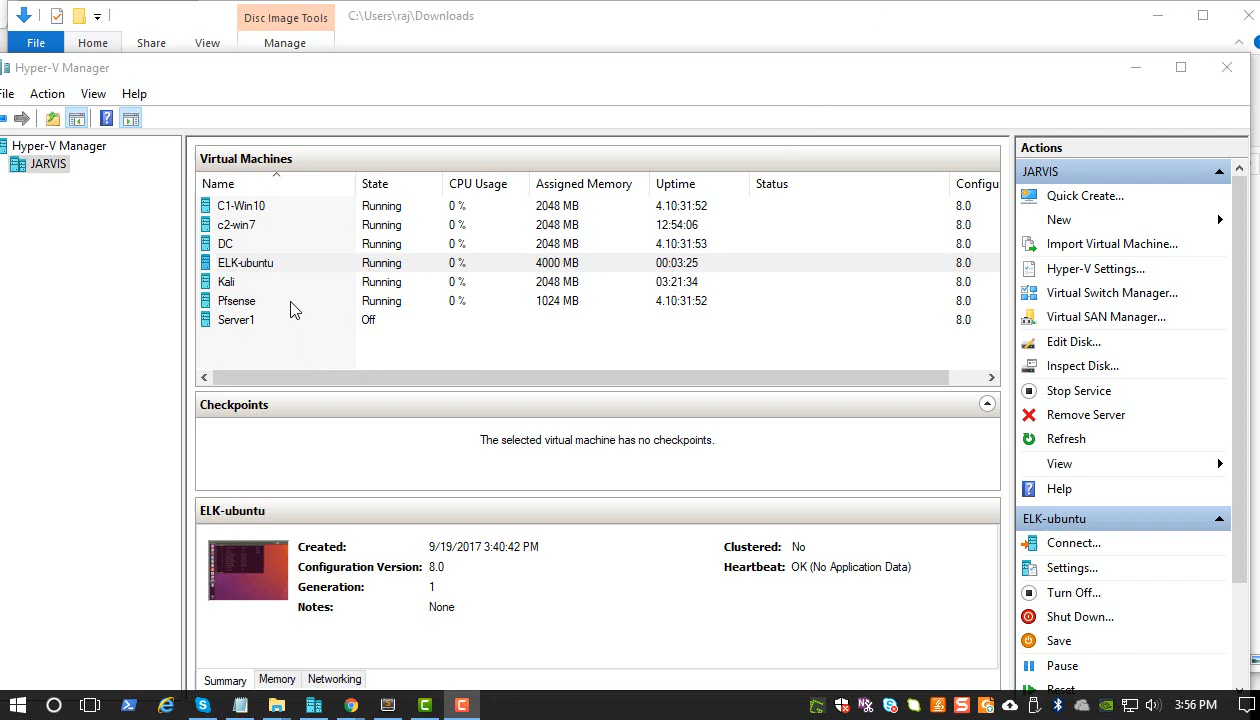 Disc Image Tools
C:\Users\raj\Downloads
File Home Share View Manage
Hyper-V Manager
File Action View Help
Hyper-V Manager
JARVIS
Virtual Machines
Name State CPU Usage Assigned Memory Uptime Status Configu
C1-Win10 Running 0 % 2048 MB 4.10:31:52 8.0
c2-win7 Running 0 % 2048 MB 12:54:06 8.0
DC Running 0 % 2048 MB 4.10:31:53 8.0
ELK-ubuntu Running 0 % 4000 MB 00:03:25 8.0
Kali Running 0 % 2048 MB 03:21:34 8.0
Pfsense Running 0 % 1024 MB 4.10:31:52 8.0
Server1 Off 8.0
Checkpoints
The selected virtual machine has no checkpoints.
ELK-ubuntu
Created: 9/19/2017 3:40:42 PM Clustered: No
Configuration Version: 8.0 Heartbeat: OK (No Application Data)
Generation: 1
Notes: None
Summary Memory Networking
Actions
JARVIS
Quick Create...
New
Import Virtual Machine...
Hyper-V Settings...
Virtual Switch Manager...
Virtual SAN Manager...
Edit Disk...
Inspect Disk...
Stop Service
Remove Server
Refresh
View
Help
ELK-ubuntu
Connect...
Settings...
Turn Off...
Shut Down...
Save
Pause
Reset
3:56 PM